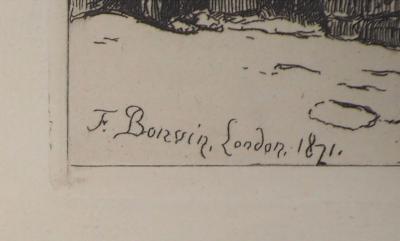 F. Bonvin, London, 1871.